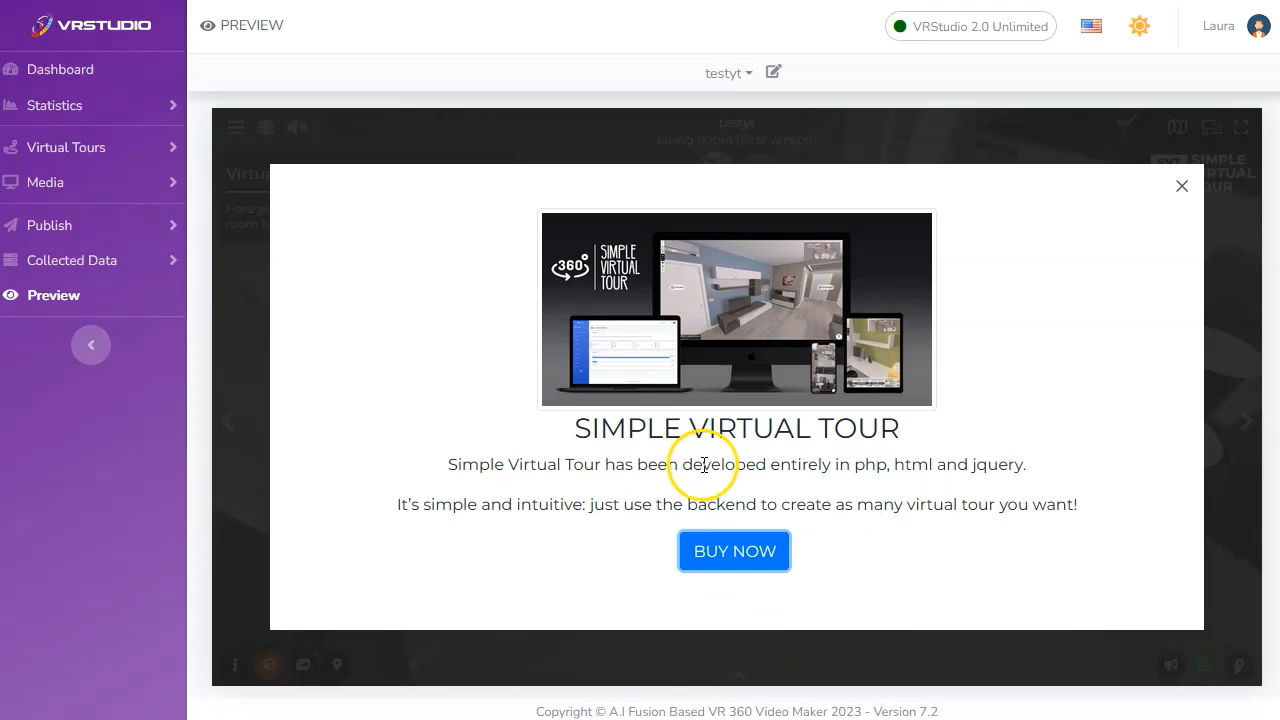 VRSTUDIO
PREVIEW
VRStudio 2.0 Unlimited
Laura
testyt
Dashboard
Statistics
Virtual Tours
Media
Publish
Collected Data
Preview
testyt
Living Room (First version)
SIMPLE
VIRTUAL
TOUR
360°
SIMPLE
VIRTUAL
TOUR
SIMPLE VIRTUAL TOUR
Simple Virtual Tour has been developed entirely in php, html and jquery.
It's simple and intuitive: just use the backend to create as many virtual tour you want!
BUY NOW
Copyright © A.I Fusion Based VR 360 Video Maker 2023 - Version 7.2